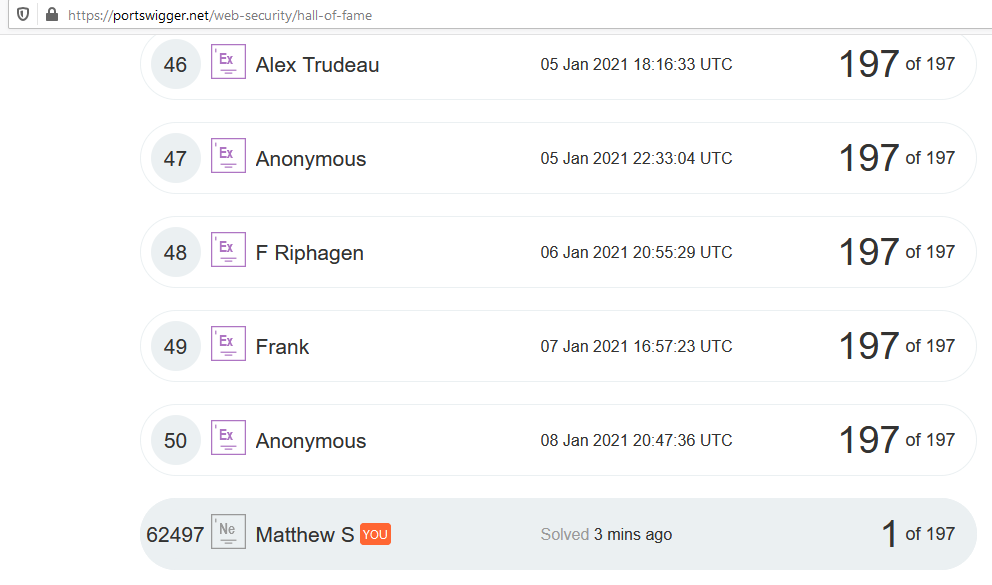 https://portswigger.net/web-security/hall-of-fame
46 Ex Alex Trudeau 05 Jan 2021 18:16:33 UTC 197 of 197
47 Ex Anonymous 05 Jan 2021 22:33:04 UTC 197 of 197
48 Ex F Riphagen 06 Jan 2021 20:55:29 UTC 197 of 197
49 Ex Frank 07 Jan 2021 16:57:23 UTC 197 of 197
50 Ex Anonymous 08 Jan 2021 20:47:36 UTC 197 of 197
62497 Ne Matthew S YOU Solved 3 mins ago 1 of 197